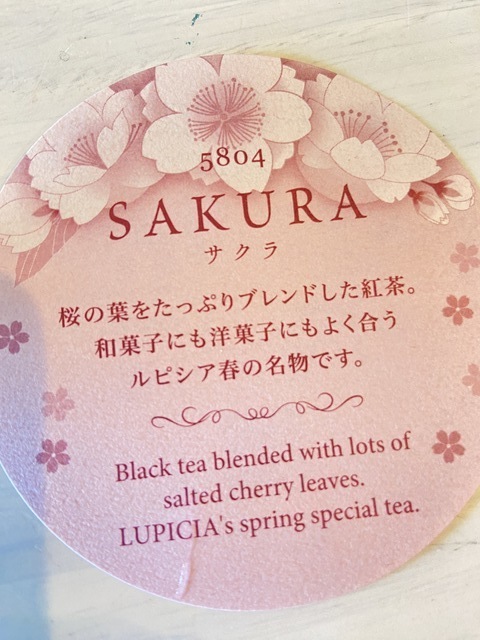 5804
SAKURA
サクラ
桜の葉をたっぷりブレンドした紅茶。
和菓子にも洋菓子にもよく合う
ルピシア春の名物です。
Black tea blended with lots of
salted cherry leaves.
LUPICIA's spring special tea.